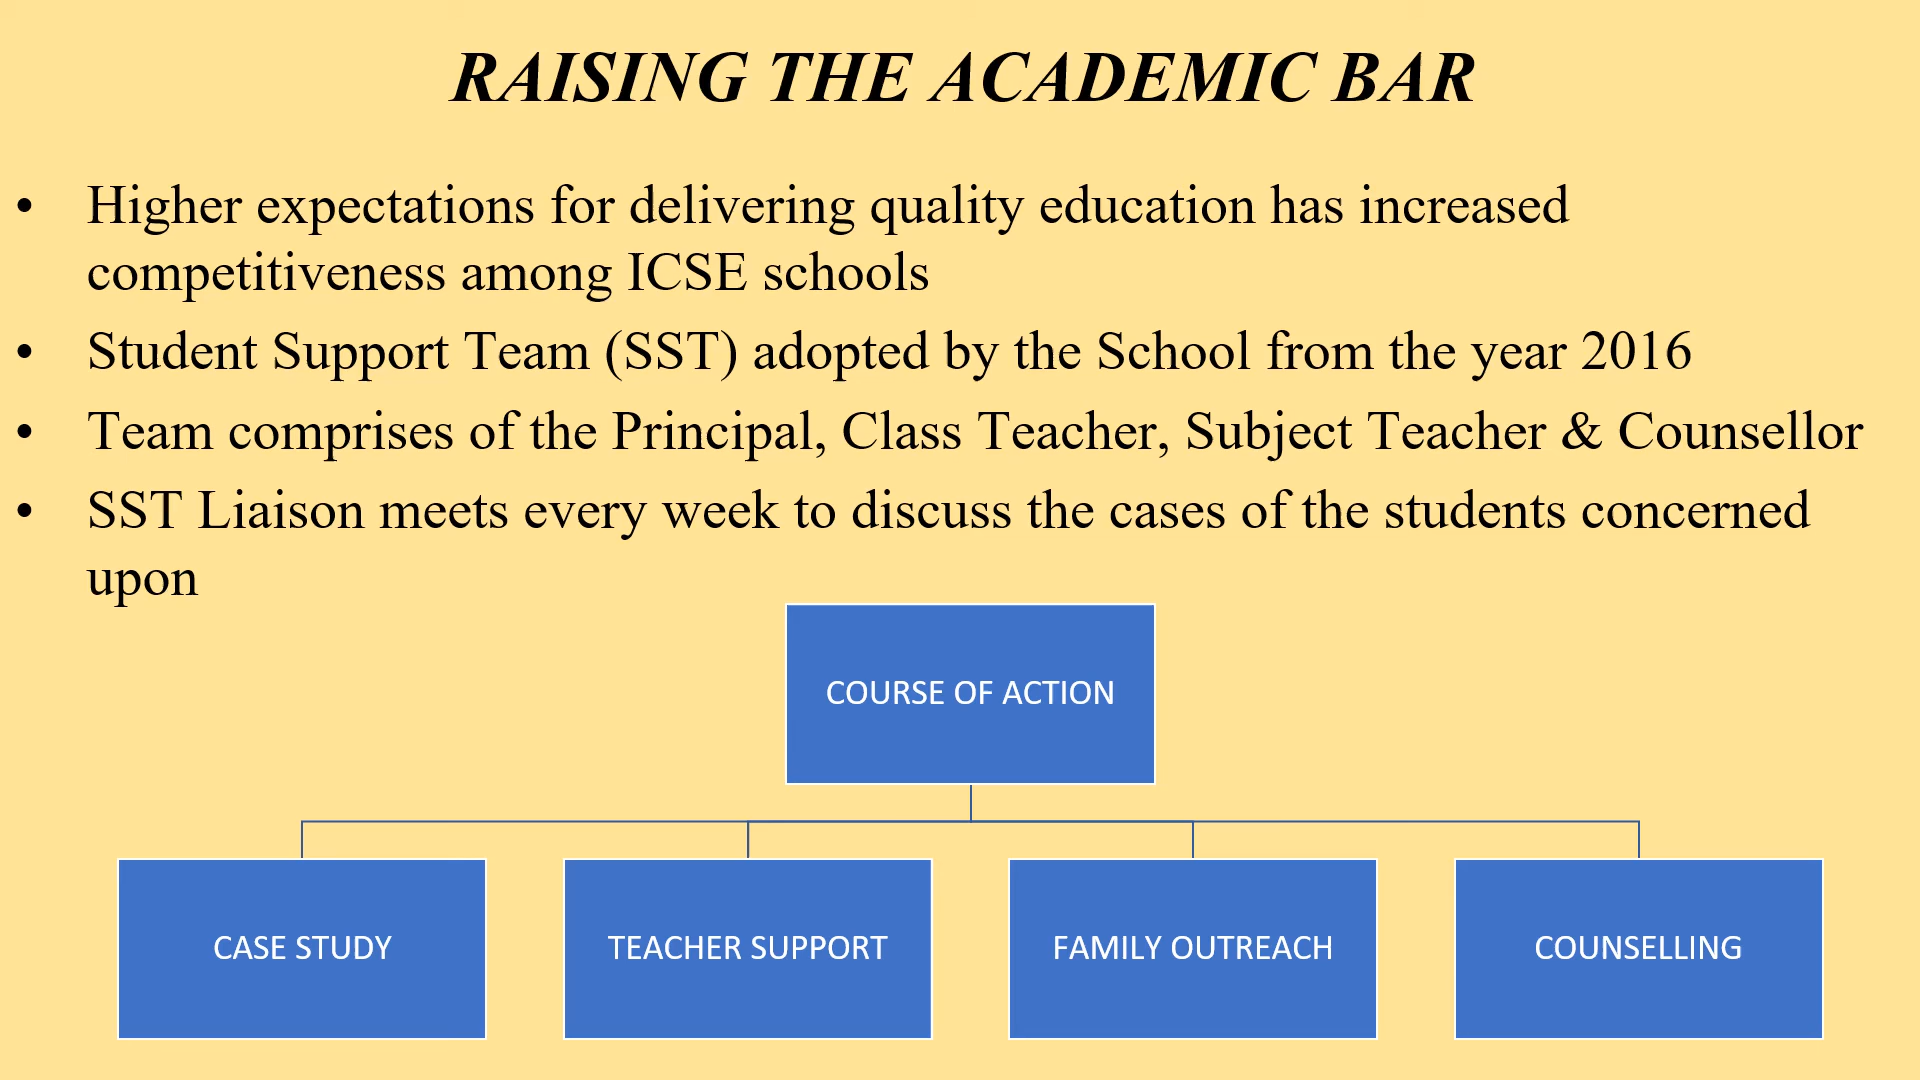 RAISING THE ACADEMIC BAR
• Higher expectations for delivering quality education has increased
competitiveness among ICSE schools
• Student Support Team (SST) adopted by the School from the year 2016
• Team comprises of the Principal, Class Teacher, Subject Teacher & Counsellor
• SST Liaison meets every week to discuss the cases of the students concerned
upon
COURSE OF ACTION
CASE STUDY
TEACHER SUPPORT
FAMILY OUTREACH
COUNSELLING